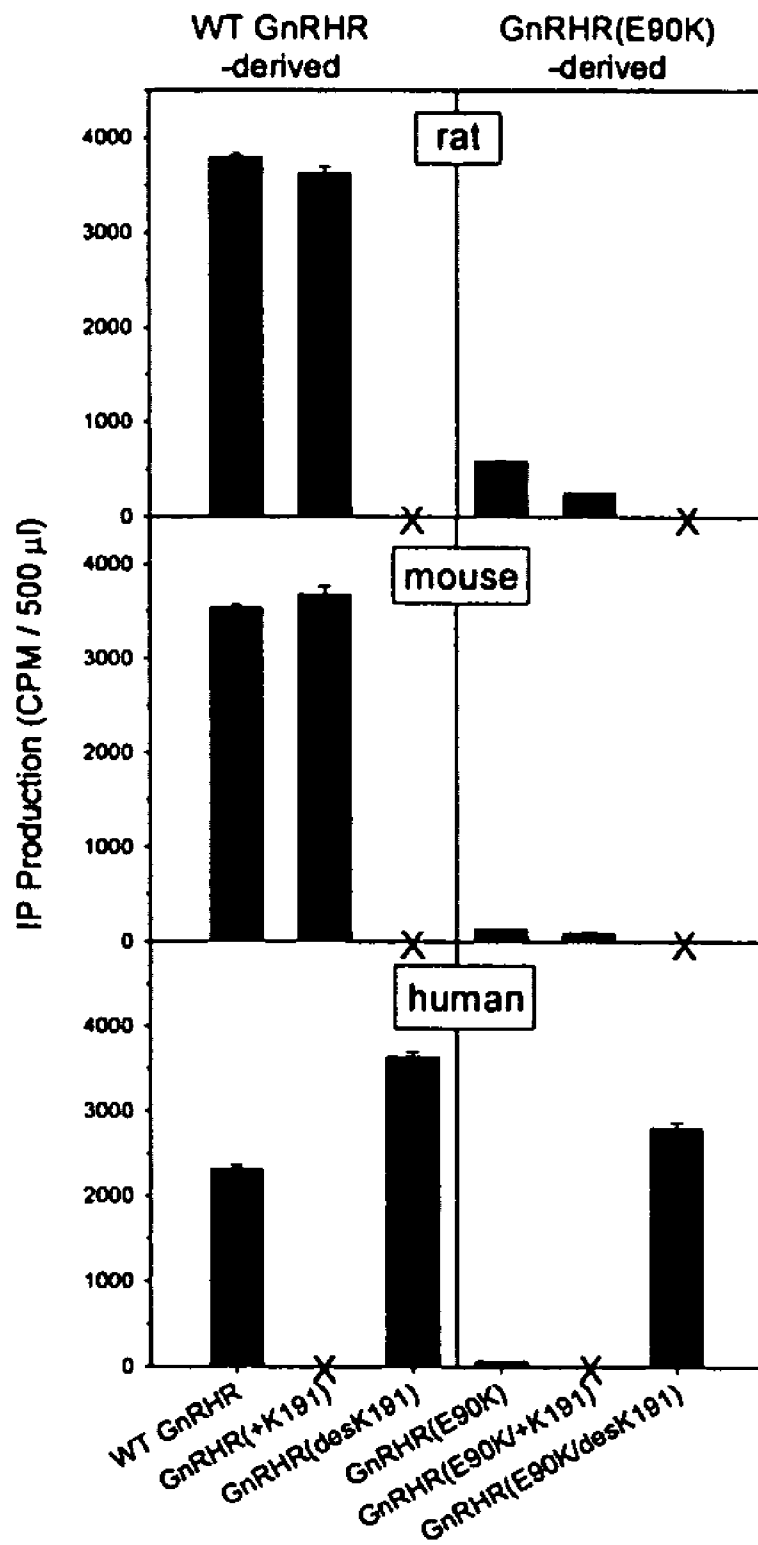 WT GnRHR
-derived
GnRHR(E90K)
-derived
rat
4000
3000
2000
1000
0
X
X
mouse
4000
3000
2000
1000
0
X
X
human
4000
3000
2000
1000
0
X
X
IP Production (CPM / 500 µl)
WT GnRHR
GnRHR(+K191)
GnRHR(desK191)
GnRHR(E90K)
GnRHR(E90K/+K191)
GnRHR(E90K/desK191)